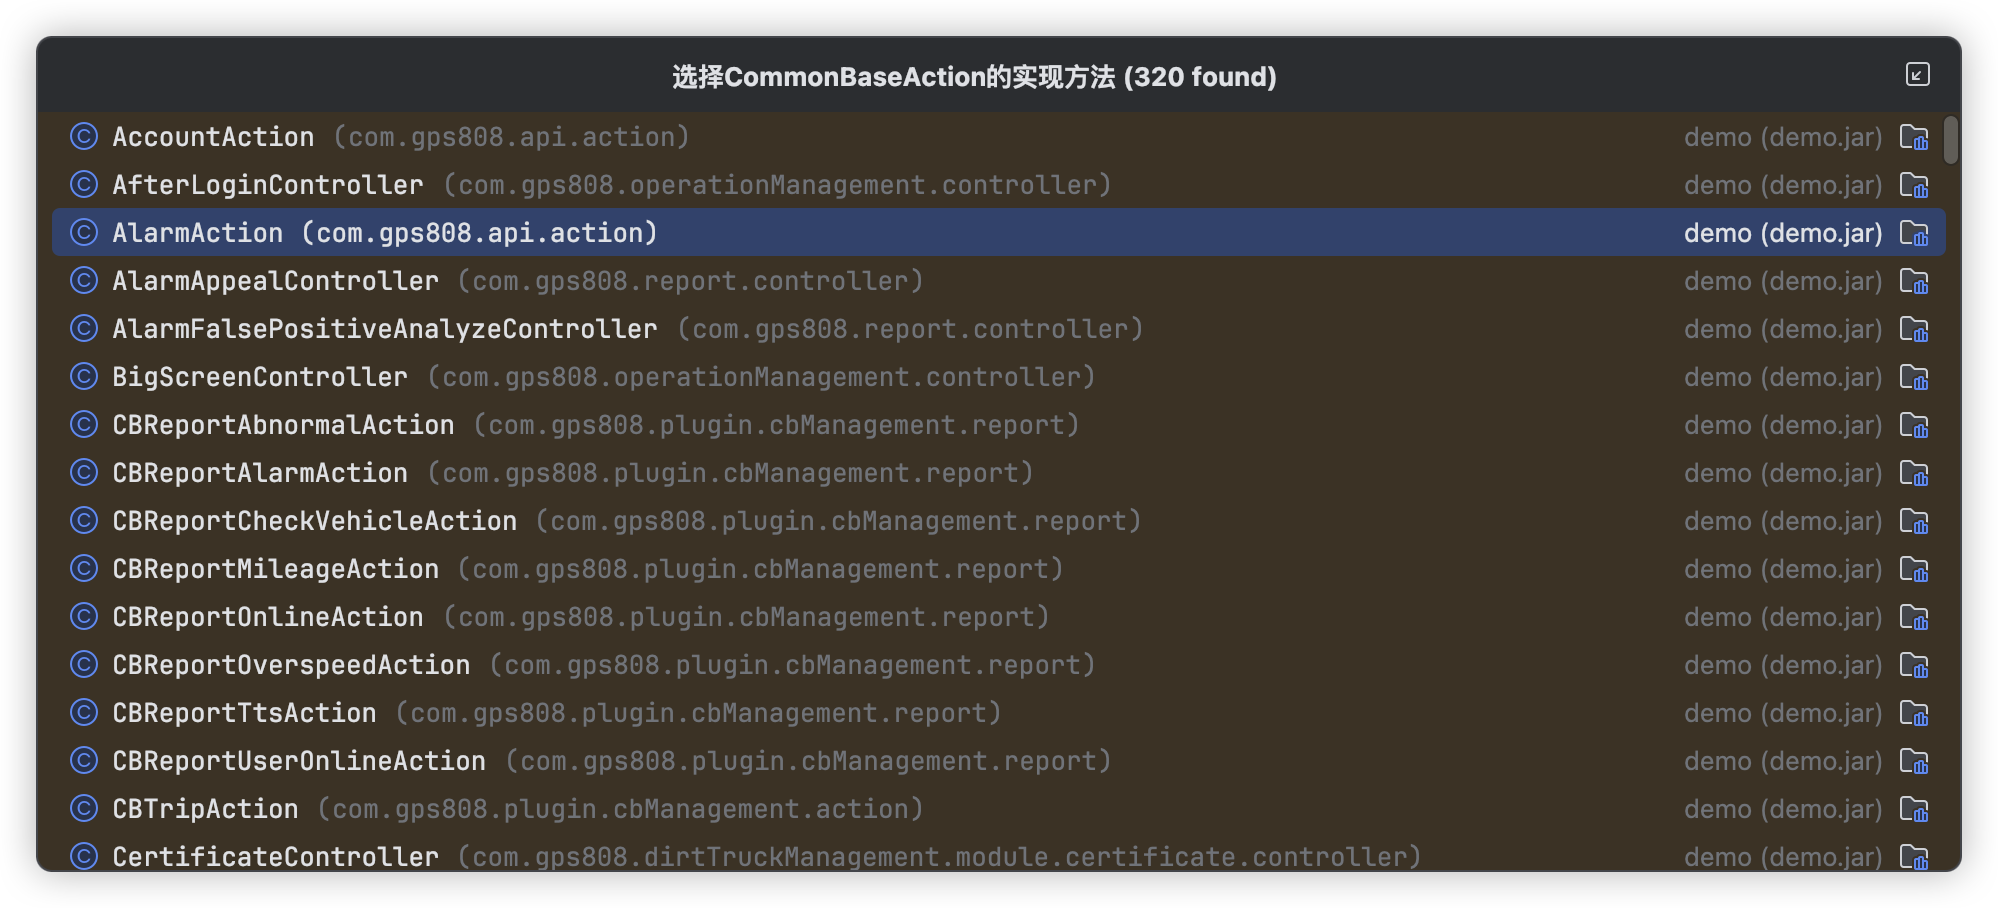 选择CommonBaseAction的实现方法 (320 found)
AccountAction (com.gps808.api.action) demo (demo.jar)
AfterLoginController (com.gps808.operationManagement.controller) demo (demo.jar)
AlarmAction (com.gps808.api.action) demo (demo.jar)
AlarmAppealController (com.gps808.report.controller) demo (demo.jar)
AlarmFalsePositiveAnalyzeController (com.gps808.report.controller) demo (demo.jar)
BigScreenController (com.gps808.operationManagement.controller) demo (demo.jar)
CBReportAbnormalAction (com.gps808.plugin.cbManagement.report) demo (demo.jar)
CBReportAlarmAction (com.gps808.plugin.cbManagement.report) demo (demo.jar)
CBReportCheckVehicleAction (com.gps808.plugin.cbManagement.report) demo (demo.jar)
CBReportMileageAction (com.gps808.plugin.cbManagement.report) demo (demo.jar)
CBReportOnlineAction (com.gps808.plugin.cbManagement.report) demo (demo.jar)
CBReportOverspeedAction (com.gps808.plugin.cbManagement.report) demo (demo.jar)
CBReportTtsAction (com.gps808.plugin.cbManagement.report) demo (demo.jar)
CBReportUserOnlineAction (com.gps808.plugin.cbManagement.report) demo (demo.jar)
CBTripAction (com.gps808.plugin.cbManagement.action) demo (demo.jar)
CertificateController (com.gps808.dirtTruckManagement.module.certificate.controller) demo (demo.jar)